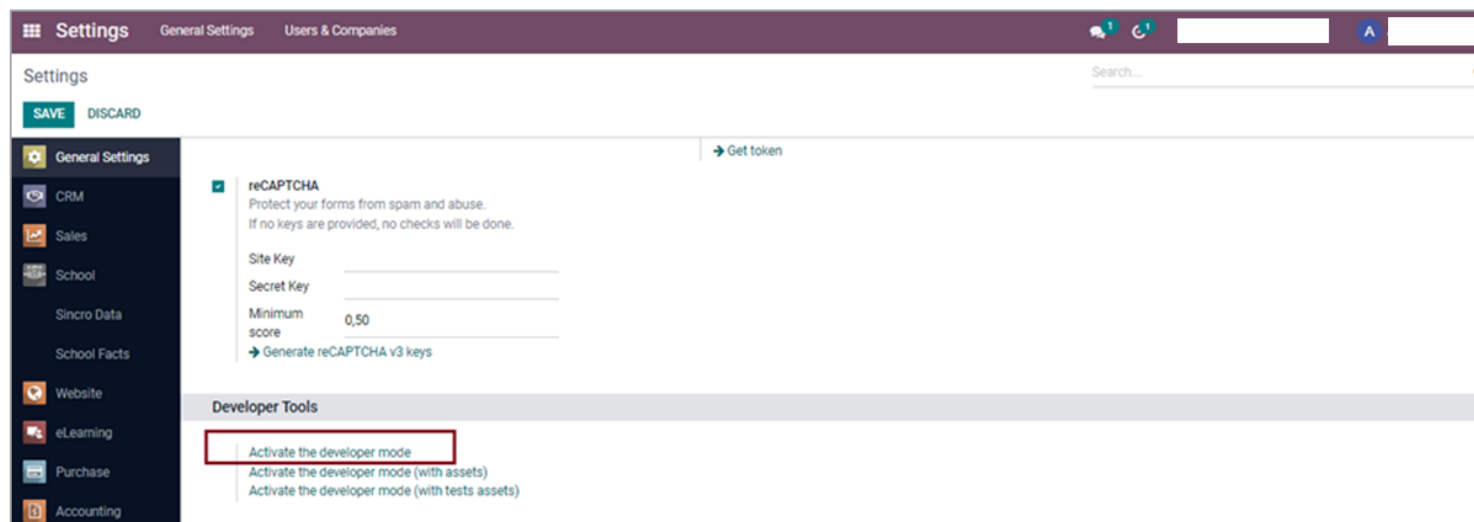 Settings General Settings Users & Companies 1 1 A
Settings
Search...
SAVE DISCARD
General Settings
CRM
Sales
School
Sincro Data
School Facts
Website
eLearning
Purchase
Accounting
→ Get token
reCAPTCHA
Protect your forms from spam and abuse.
If no keys are provided, no checks will be done.
Site Key
Secret Key
Minimum
score
0,50
→ Generate reCAPTCHA v3 keys
Developer Tools
Activate the developer mode
Activate the developer mode (with assets)
Activate the developer mode (with tests assets)